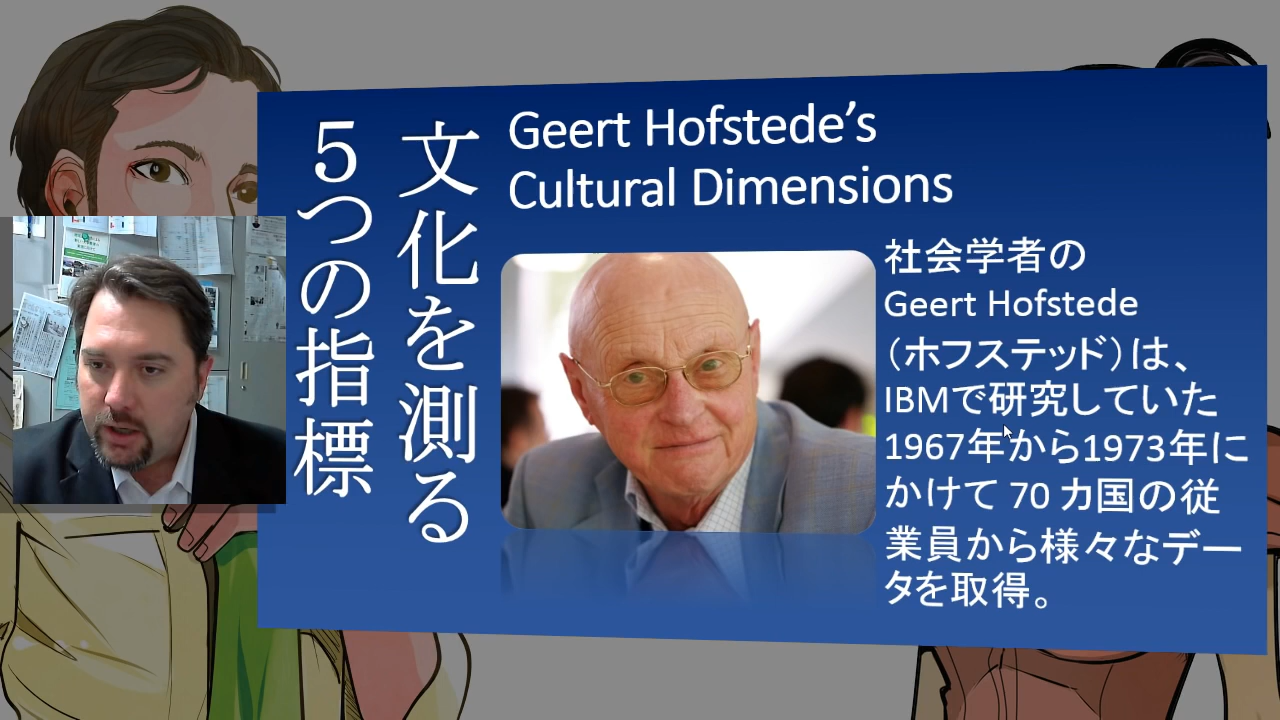 文化を測る
5つの指標
Geert Hofstede’s
Cultural Dimensions
社会学者の
Geert Hofstede
（ホフステッド）は、
IBMで研究していた
1967年から1973年に
かけて 70 カ国の従
業員から様々なデー
タを取得。